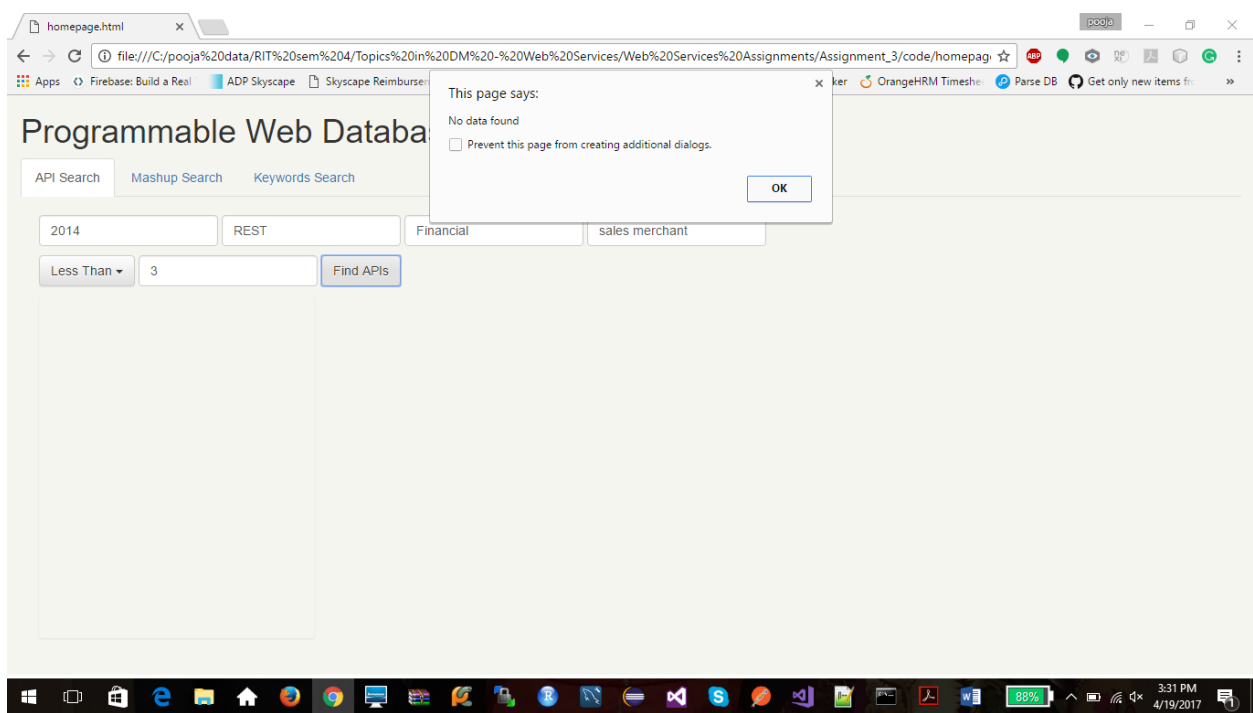 homepage.html
pooja
file:///C:/pooja%20data/RIT%20sem%204/Topics%20in%20DM%20-%20Web%20Services/Web%20Services%20Assignments/Assignment_3/code/homepag
ABP
Apps Firebase: Build a Real ADP Skyscape Skyscape Reimburse ker OrangeHRM Timeshe Parse DB Get only new items fro »
This page says:
No data found
Prevent this page from creating additional dialogs.
OK
Programmable Web Databa
API Search Mashup Search Keywords Search
2014 REST Financial sales merchant
Less Than 3 Find APIs
88% 3:31 PM
4/19/2017